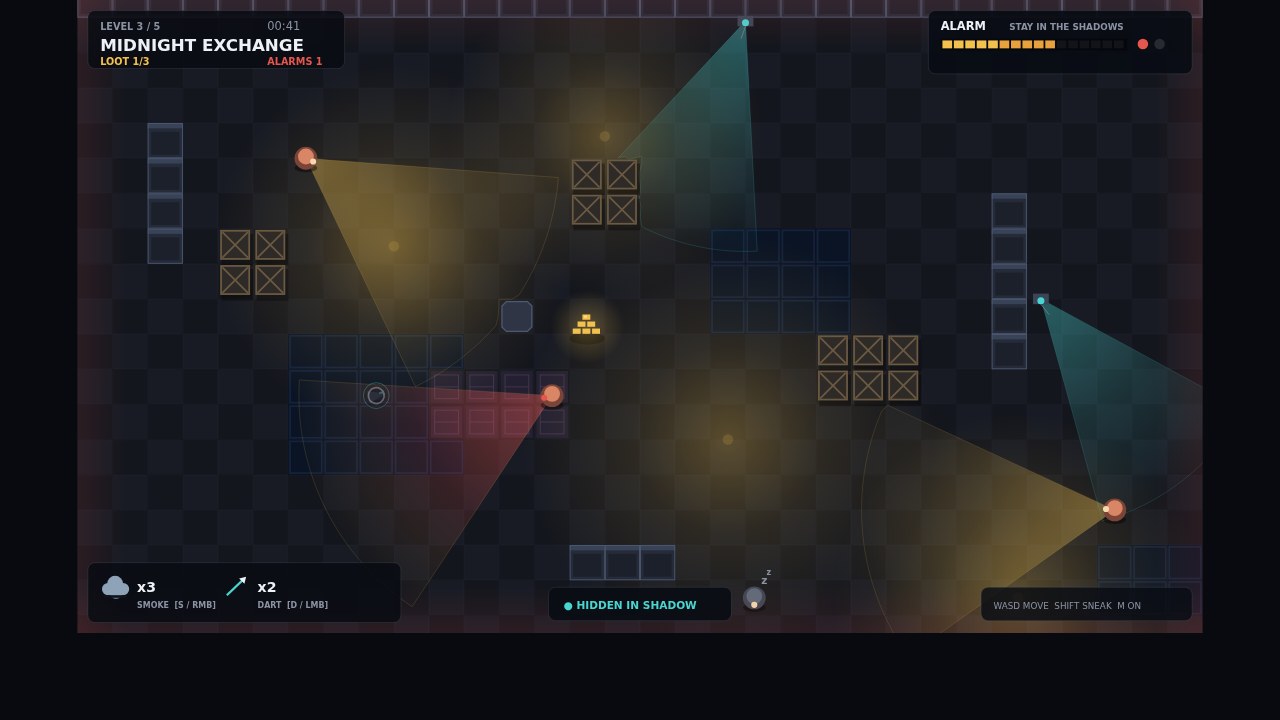 LEVEL 3 / 5 00:41
MIDNIGHT EXCHANGE
LOOT 1/3 ALARMS 1
ALARM STAY IN THE SHADOWS
x3 x2
SMOKE [S / RMB] DART [D / LMB]
HIDDEN IN SHADOW
z
z
WASD MOVE SHIFT SNEAK M ON